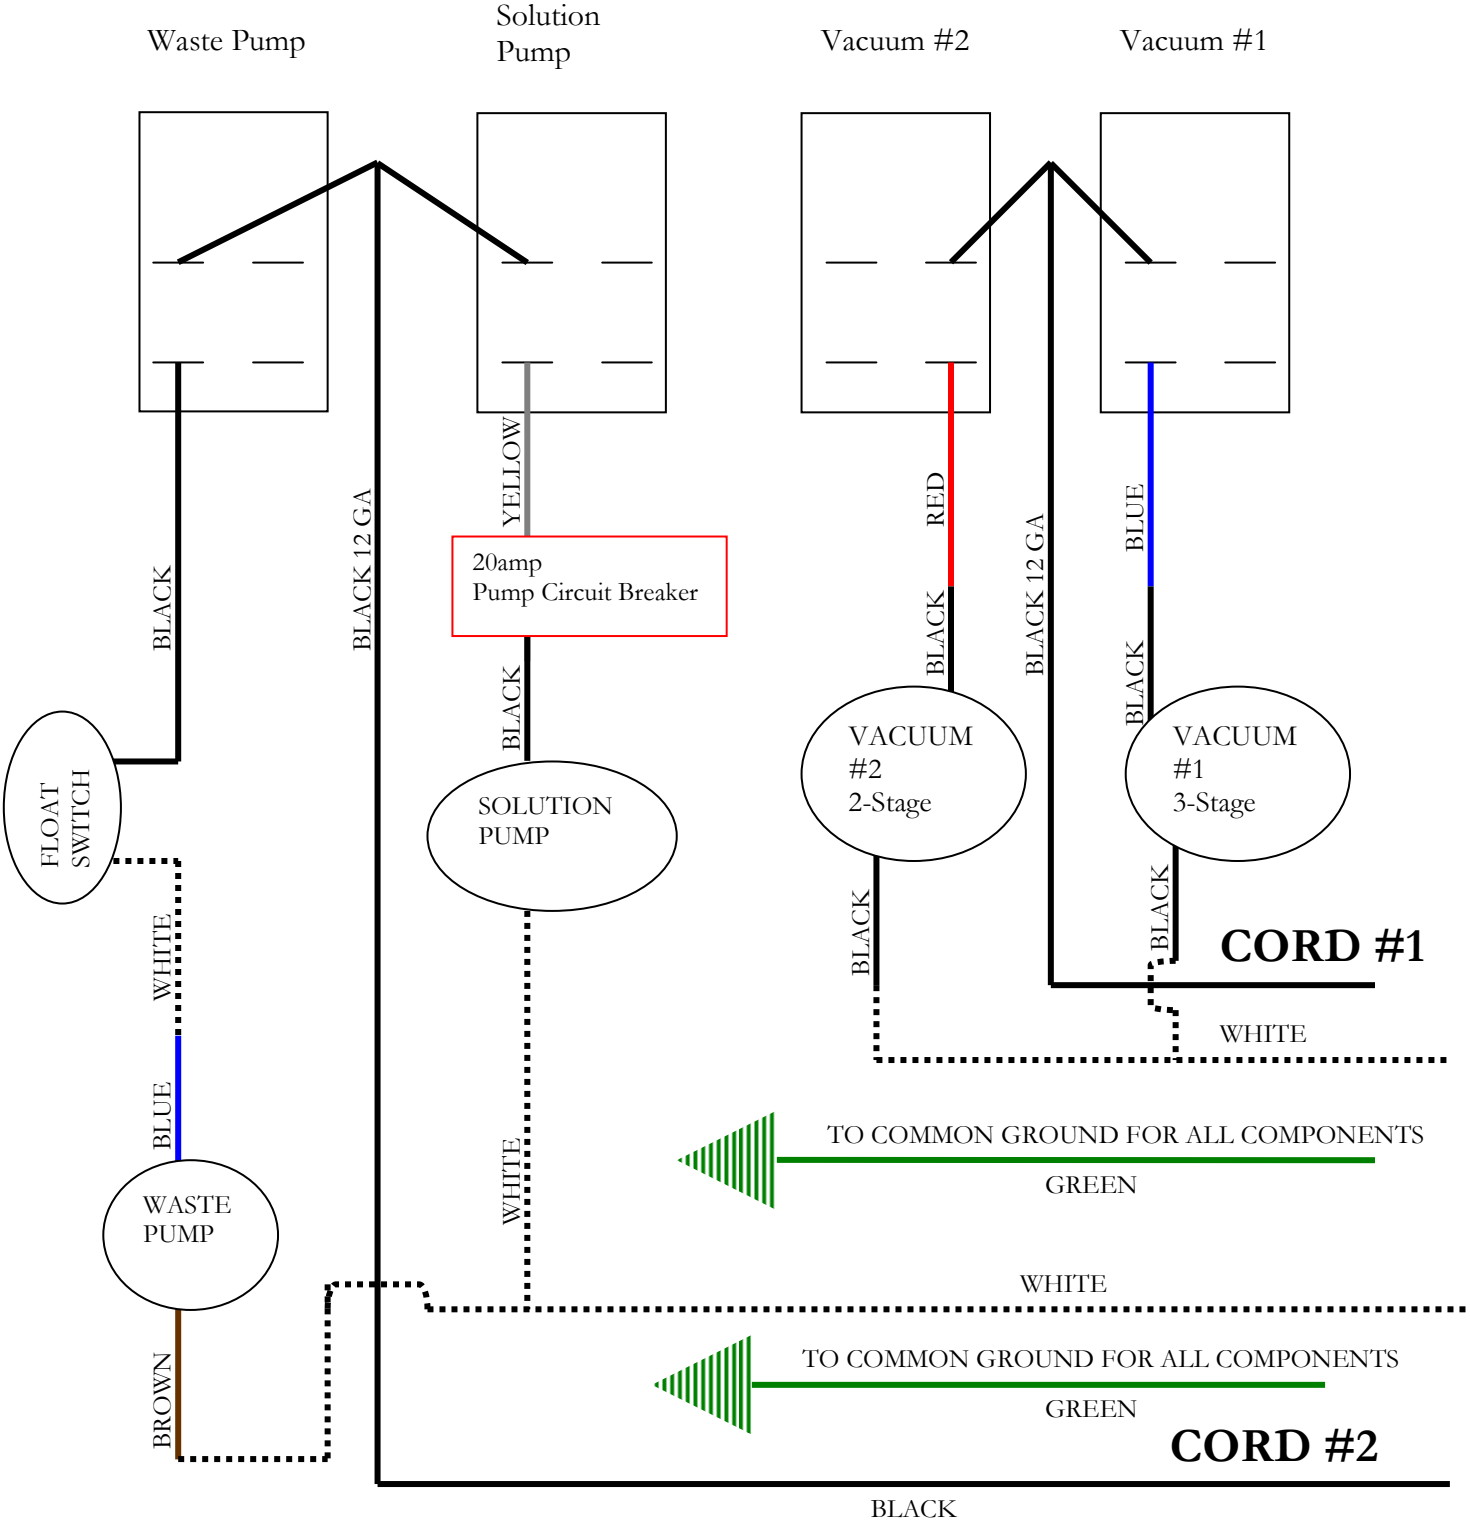 Waste Pump
Solution
Pump
Vacuum #2
Vacuum #1
YELLOW
BLACK 12 GA
RED
BLACK 12 GA
BLUE
20amp
Pump Circuit Breaker
BLACK
BLACK
BLACK
BLACK
FLOAT
SWITCH
SOLUTION
PUMP
VACUUM
#2
2-Stage
VACUUM
#1
3-Stage
WHITE
BLACK
BLACK
CORD #1
WHITE
BLUE
WHITE
TO COMMON GROUND FOR ALL COMPONENTS
GREEN
WASTE
PUMP
WHITE
BROWN
TO COMMON GROUND FOR ALL COMPONENTS
GREEN
CORD #2
BLACK